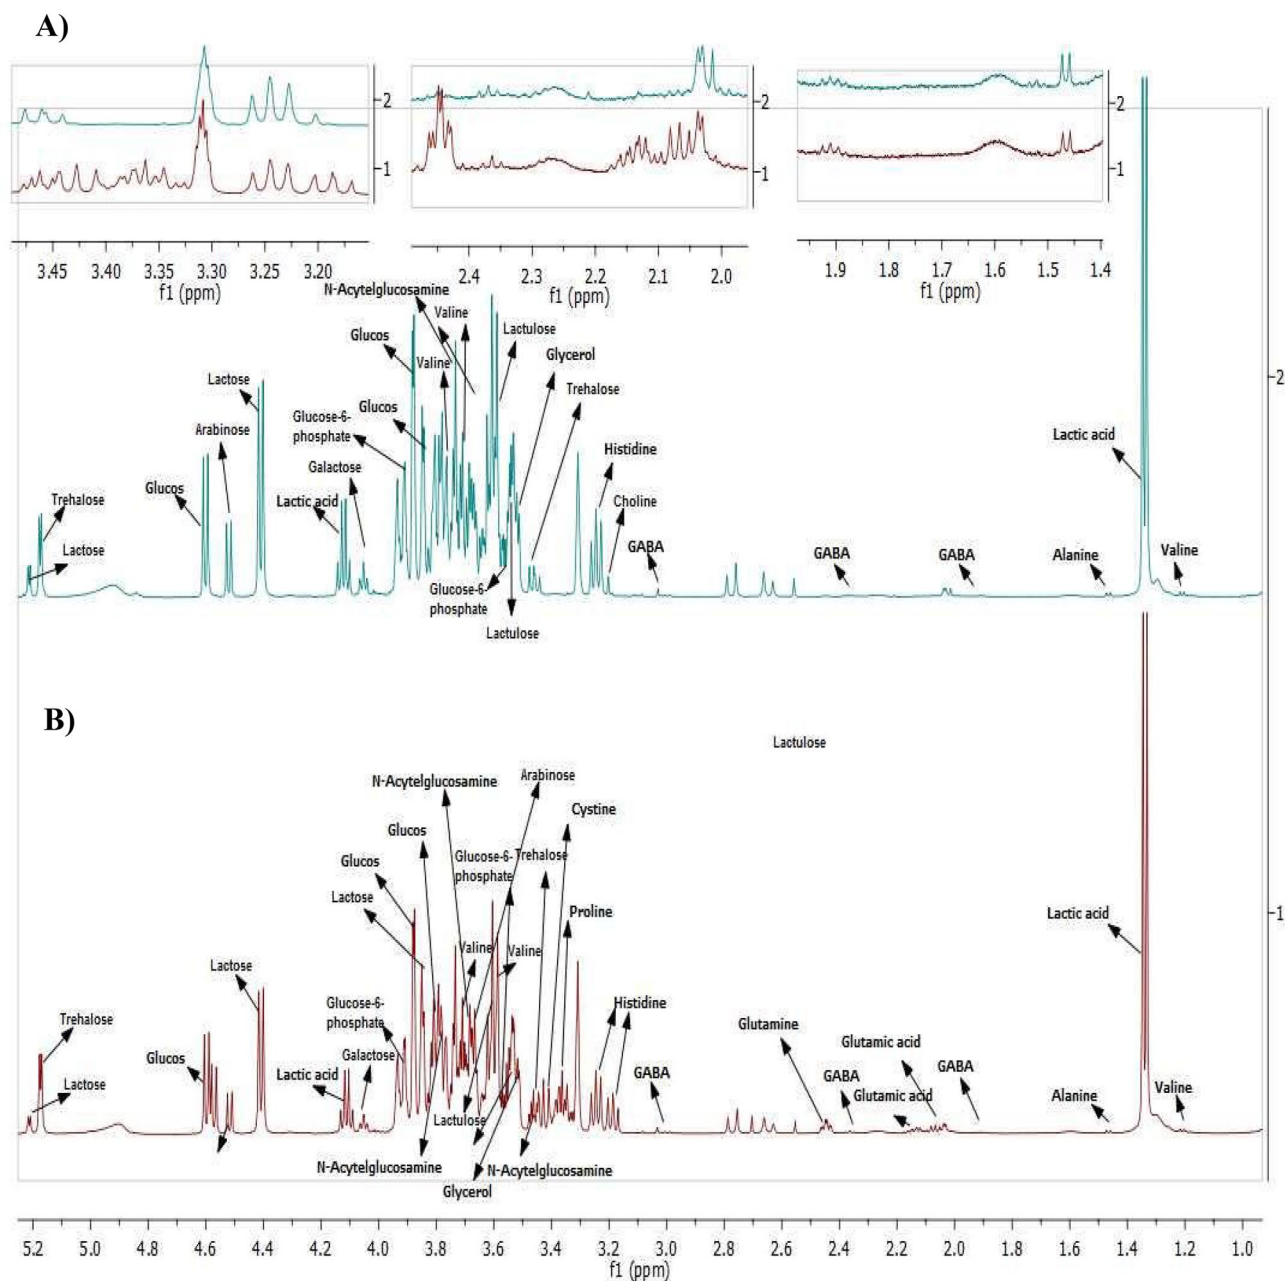 A)
2
1
2
1
2
1
3.45 3.40 3.35 3.30 3.25 3.20
f1 (ppm)
2.4 2.3 2.2 2.1 2.0
f1 (ppm)
1.9 1.8 1.7 1.6 1.5 1.4
f1 (ppm)
N-Acytelglucosamine
Valine
Glucos
Lactulose
Valine
Glycerol
Lactose
Trehalose
2
Glucose-6-
phosphate
Glucos
Arabinose
Lactic acid
Galactose
Histidine
Glucos
Trehalose
Lactic acid
Choline
Lactose
GABA
GABA
GABA
Alanine
Valine
Glucose-6-
phosphate
Lactulose
B)
Lactulose
N-Acytelglucosamine
Arabinose
Cystine
Glucos
Glucose-6-
phosphate
Trehalose
Glucos
Lactose
Proline
Lactic acid
1
Valine
Valine
Lactose
Glucose-6-
phosphate
Histidine
Trehalose
Glutamine
Glutamic acid
Glucos
Galactose
Lactic acid
GABA
GABA
GABA
Glutamic acid
Lactose
Alanine
Valine
Lactulose
N-Acytelglucosamine
N-Acytelglucosamine
Glycerol
5.2 5.0 4.8 4.6 4.4 4.2 4.0 3.8 3.6 3.4 3.2 3.0 2.8 2.6 2.4 2.2 2.0 1.8 1.6 1.4 1.2 1.0
f1 (ppm)